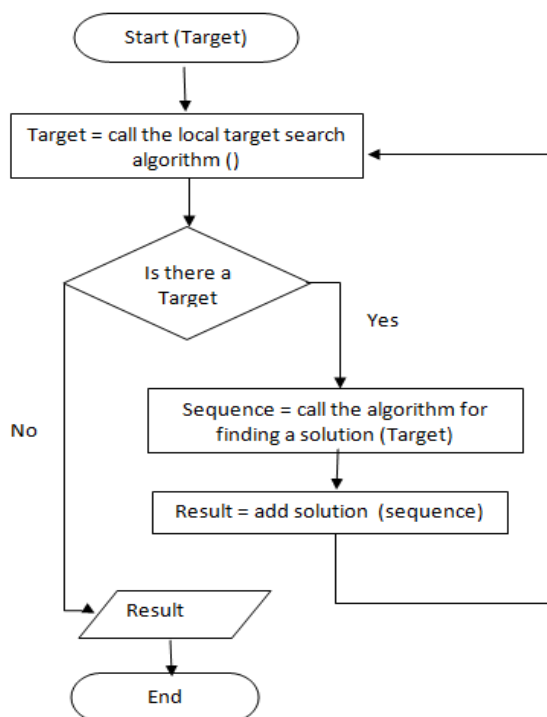 Start (Target)
Target = call the local target search
algorithm ()
Is there a
Target
Yes
No
Sequence = call the algorithm for
finding a solution (Target)
Result = add solution (sequence)
Result
End